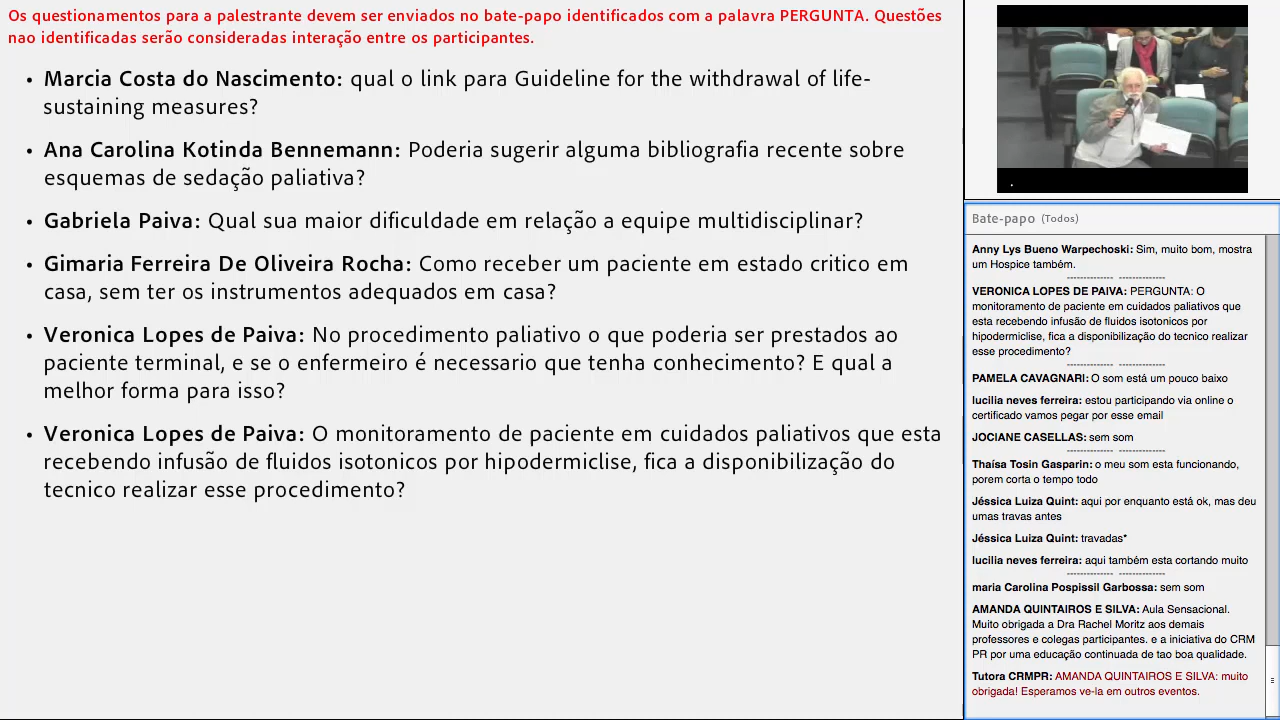 Os questionamentos para a palestrante devem ser enviados no bate-papo identificados com a palavra PERGUNTA. Questões
nao identificadas serão consideradas interação entre os participantes.
• Marcia Costa do Nascimento: qual o link para Guideline for the withdrawal of life-
sustaining measures?
• Ana Carolina Kotinda Bennemann: Poderia sugerir alguma bibliografia recente sobre
esquemas de sedação paliativa?
• Gabriela Paiva: Qual sua maior dificuldade em relação a equipe multidisciplinar?
• Gimaria Ferreira De Oliveira Rocha: Como receber um paciente em estado critico em
casa, sem ter os instrumentos adequados em casa?
• Veronica Lopes de Paiva: No procedimento paliativo o que poderia ser prestados ao
paciente terminal, e se o enfermeiro é necessario que tenha conhecimento? E qual a
melhor forma para isso?
• Veronica Lopes de Paiva: O monitoramento de paciente em cuidados paliativos que esta
recebendo infusão de fluidos isotonicos por hipodermiclise, fica a disponibilização do
tecnico realizar esse procedimento?
Bate-papo (Todos)
Anny Lys Bueno Warpechoski: Sim, muito bom, mostra
um Hospice também.
-------------- --------------
VERONICA LOPES DE PAIVA: PERGUNTA: O
monitoramento de paciente em cuidados paliativos que
esta recebendo infusão de fluidos isotonicos por
hipodermiclise, fica a disponibilização do tecnico realizar
esse procedimento?
-------------- --------------
PAMELA CAVAGNARI: O som está um pouco baixo
lucilia neves ferreira: estou participando via online o
certificado vamos pegar por esse email
JOCIANE CASELLAS: sem som
-------------- --------------
Thaísa Tosin Gasparin: o meu som esta funcionando,
porem corta o tempo todo
Jéssica Luiza Quint: aqui por enquanto está ok, mas deu
umas travas antes
Jéssica Luiza Quint: travadas*
lucilia neves ferreira: aqui também esta cortando muito
-------------- --------------
maria Carolina Pospissil Garbossa: sem som
AMANDA QUINTAIROS E SILVA: Aula Sensacional.
Muito obrigada a Dra Rachel Moritz aos demais
professores e colegas participantes. e a iniciativa do CRM
PR por uma educação continuada de tao boa qualidade.
Tutora CRMPR: AMANDA QUINTAIROS E SILVA: muito
obrigada! Esperamos ve-la em outros eventos.